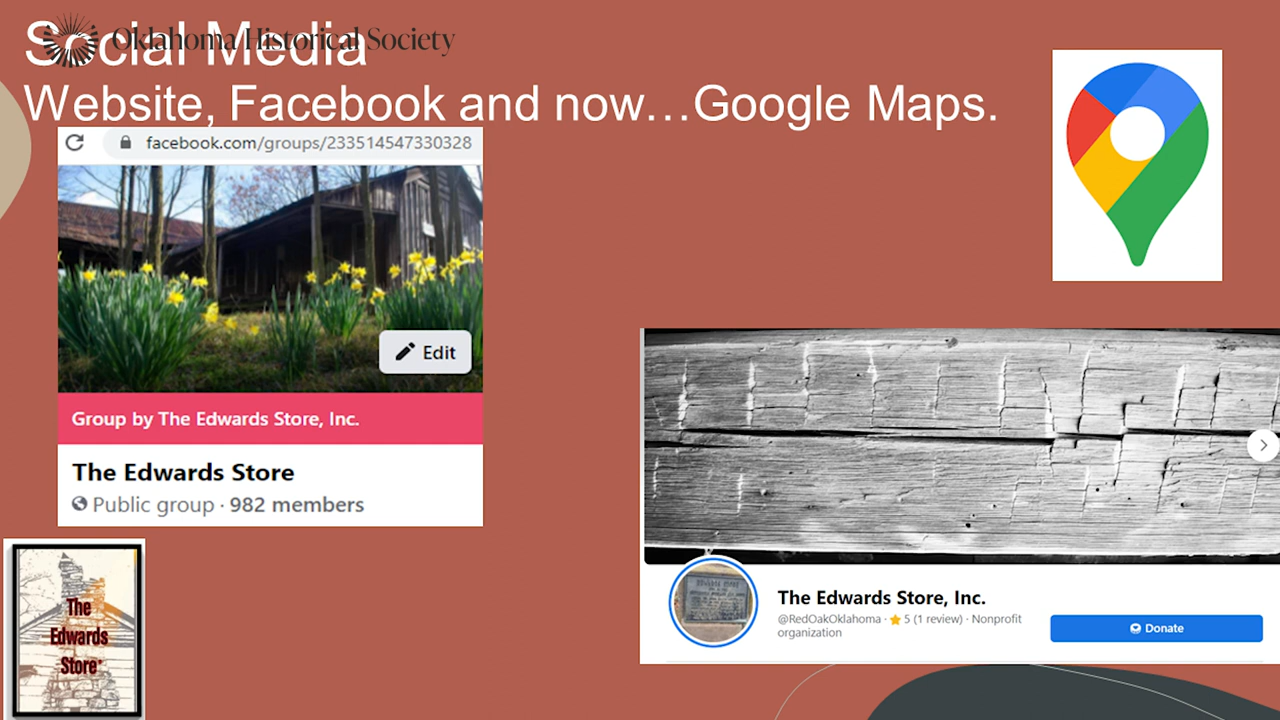 Social Media
Oklahoma Historical Society
Website, Facebook and now…Google Maps.
facebook.com/groups/233514547330328
Edit
Group by The Edwards Store, Inc.
The Edwards Store
Public group · 982 members
The
Edwards
Store
The Edwards Store, Inc.
@RedOakOklahoma · 5 (1 review) · Nonprofit
organization
Donate